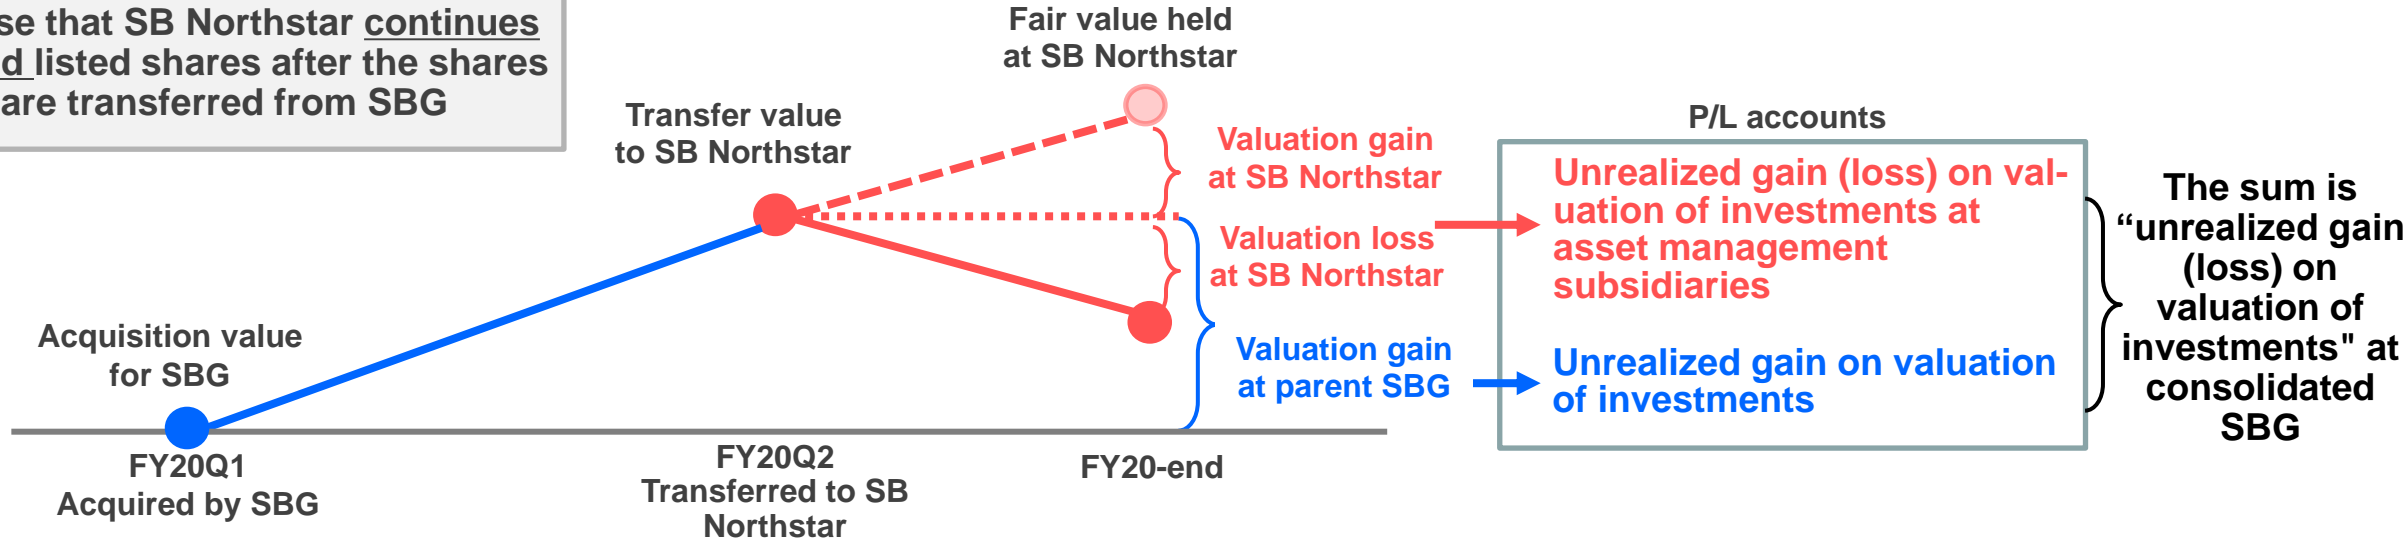 se that SB Northstar continues
d listed shares after the shares
are transferred from SBG
Fair value held
at SB Northstar
Transfer value
to SB Northstar
Acquisition value
for SBG
Valuation gain
at SB Northstar
Valuation loss
at SB Northstar
Valuation gain
at parent SBG
P/L accounts
Unrealized gain (loss) on val-
uation of investments at
asset management
subsidiaries
Unrealized gain on valuation
of investments
The sum is
“unrealized gain
(loss) on
valuation of
investments" at
consolidated
SBG
FY20Q1
Acquired by SBG
FY20Q2
Transferred to SB
Northstar
FY20-end